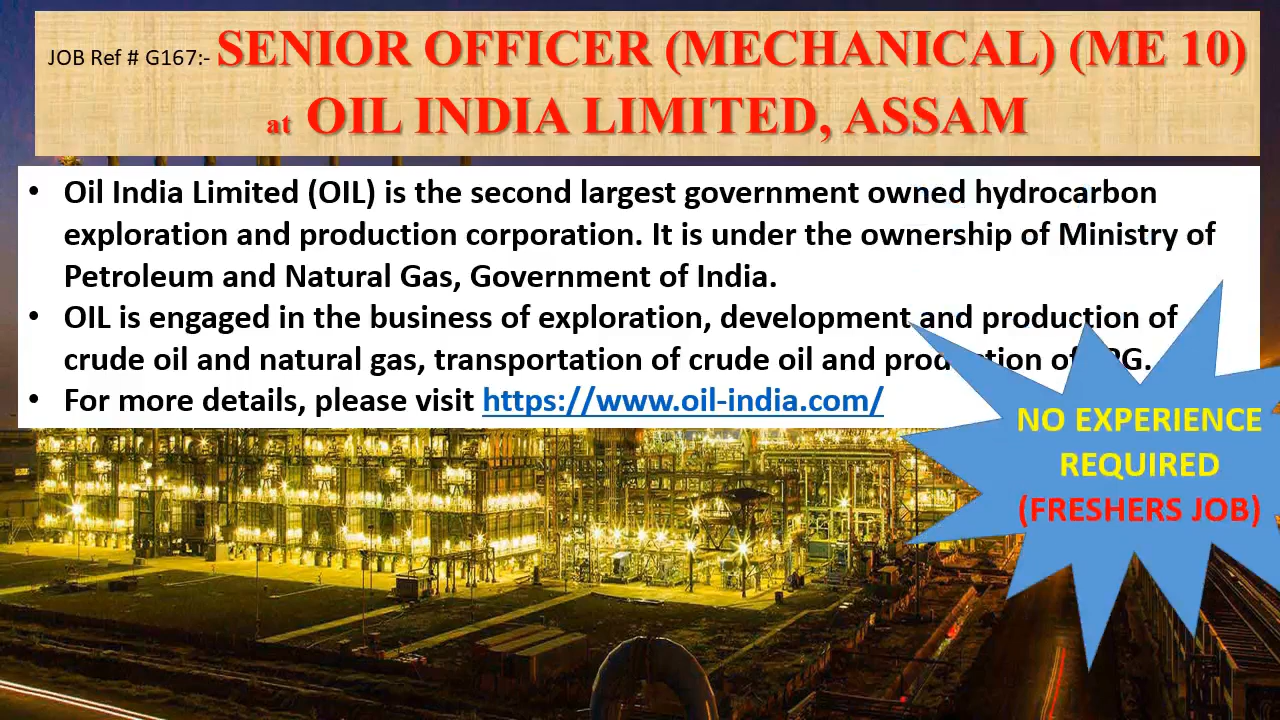 JOB Ref # G167:- SENIOR OFFICER (MECHANICAL) (ME 10)
at OIL INDIA LIMITED, ASSAM
• Oil India Limited (OIL) is the second largest government owned hydrocarbon
exploration and production corporation. It is under the ownership of Ministry of
Petroleum and Natural Gas, Government of India.
• OIL is engaged in the business of exploration, development and production of
crude oil and natural gas, transportation of crude oil and of
• For more details, please visit https://www.oil-india.com/
NO EXPERIENCE
REQUIRED
(FRESHERS JOB)